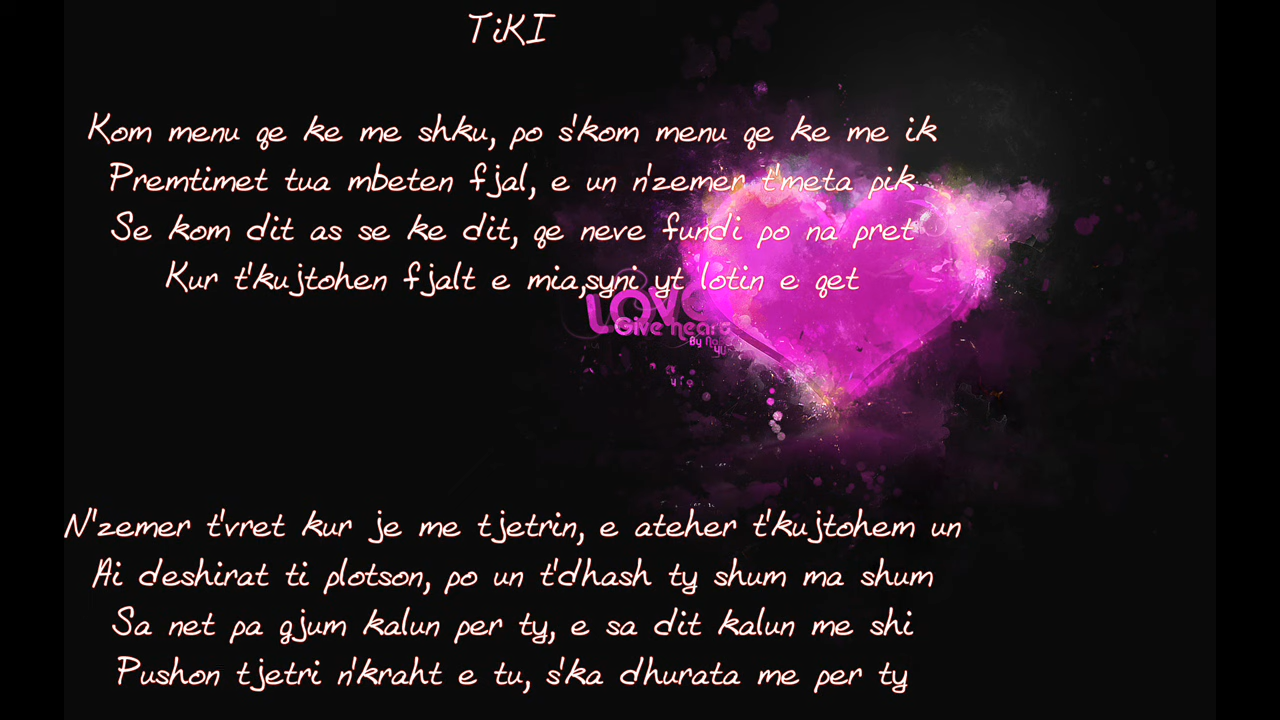 TiKI
Kom menu qe ke me shku, po s'kom menu qe ke me ik
Premtimet tua mbeten fjal, e un n'zemer t'meta pik
Se kom dit as se ke dit, qe neve fundi po na pret
Kur t'kujtohen fjalt e mia,syni yt lotin e qet
LOVE
Give heart
By
N'zemer t'vret kur je me tjetrin, e ateher t'kujtohem un
Ai deshirat ti plotson, po un t'dhash ty shum ma shum
Sa net pa gjum kalun per ty, e sa dit kalun me shi
Pushon tjetri n'kraht e tu, s'ka dhurata me per ty